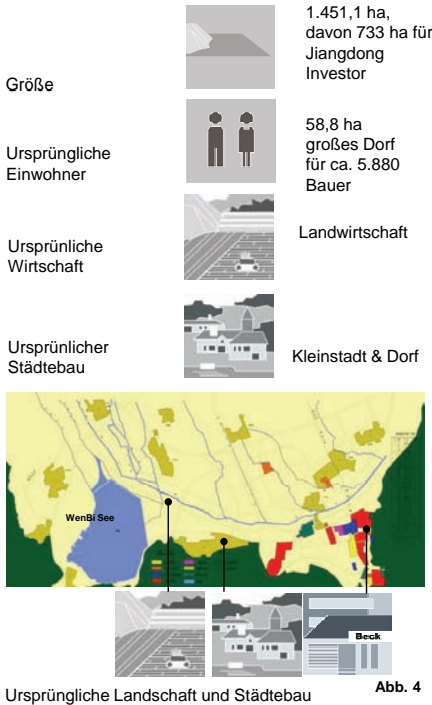 1.451,1 ha,
davon 733 ha für
Jiangdong
Investor
Größe
58,8 ha
großes Dorf
für ca. 5.880
Bauer
Ursprüngliche
Einwohner
Landwirtschaft
Ursprünliche
Wirtschaft
Ursprünlicher
Städtebau
Kleinstadt & Dorf
WenBi See
Beck
Abb. 4
Ursprüngliche Landschaft und Städtebau